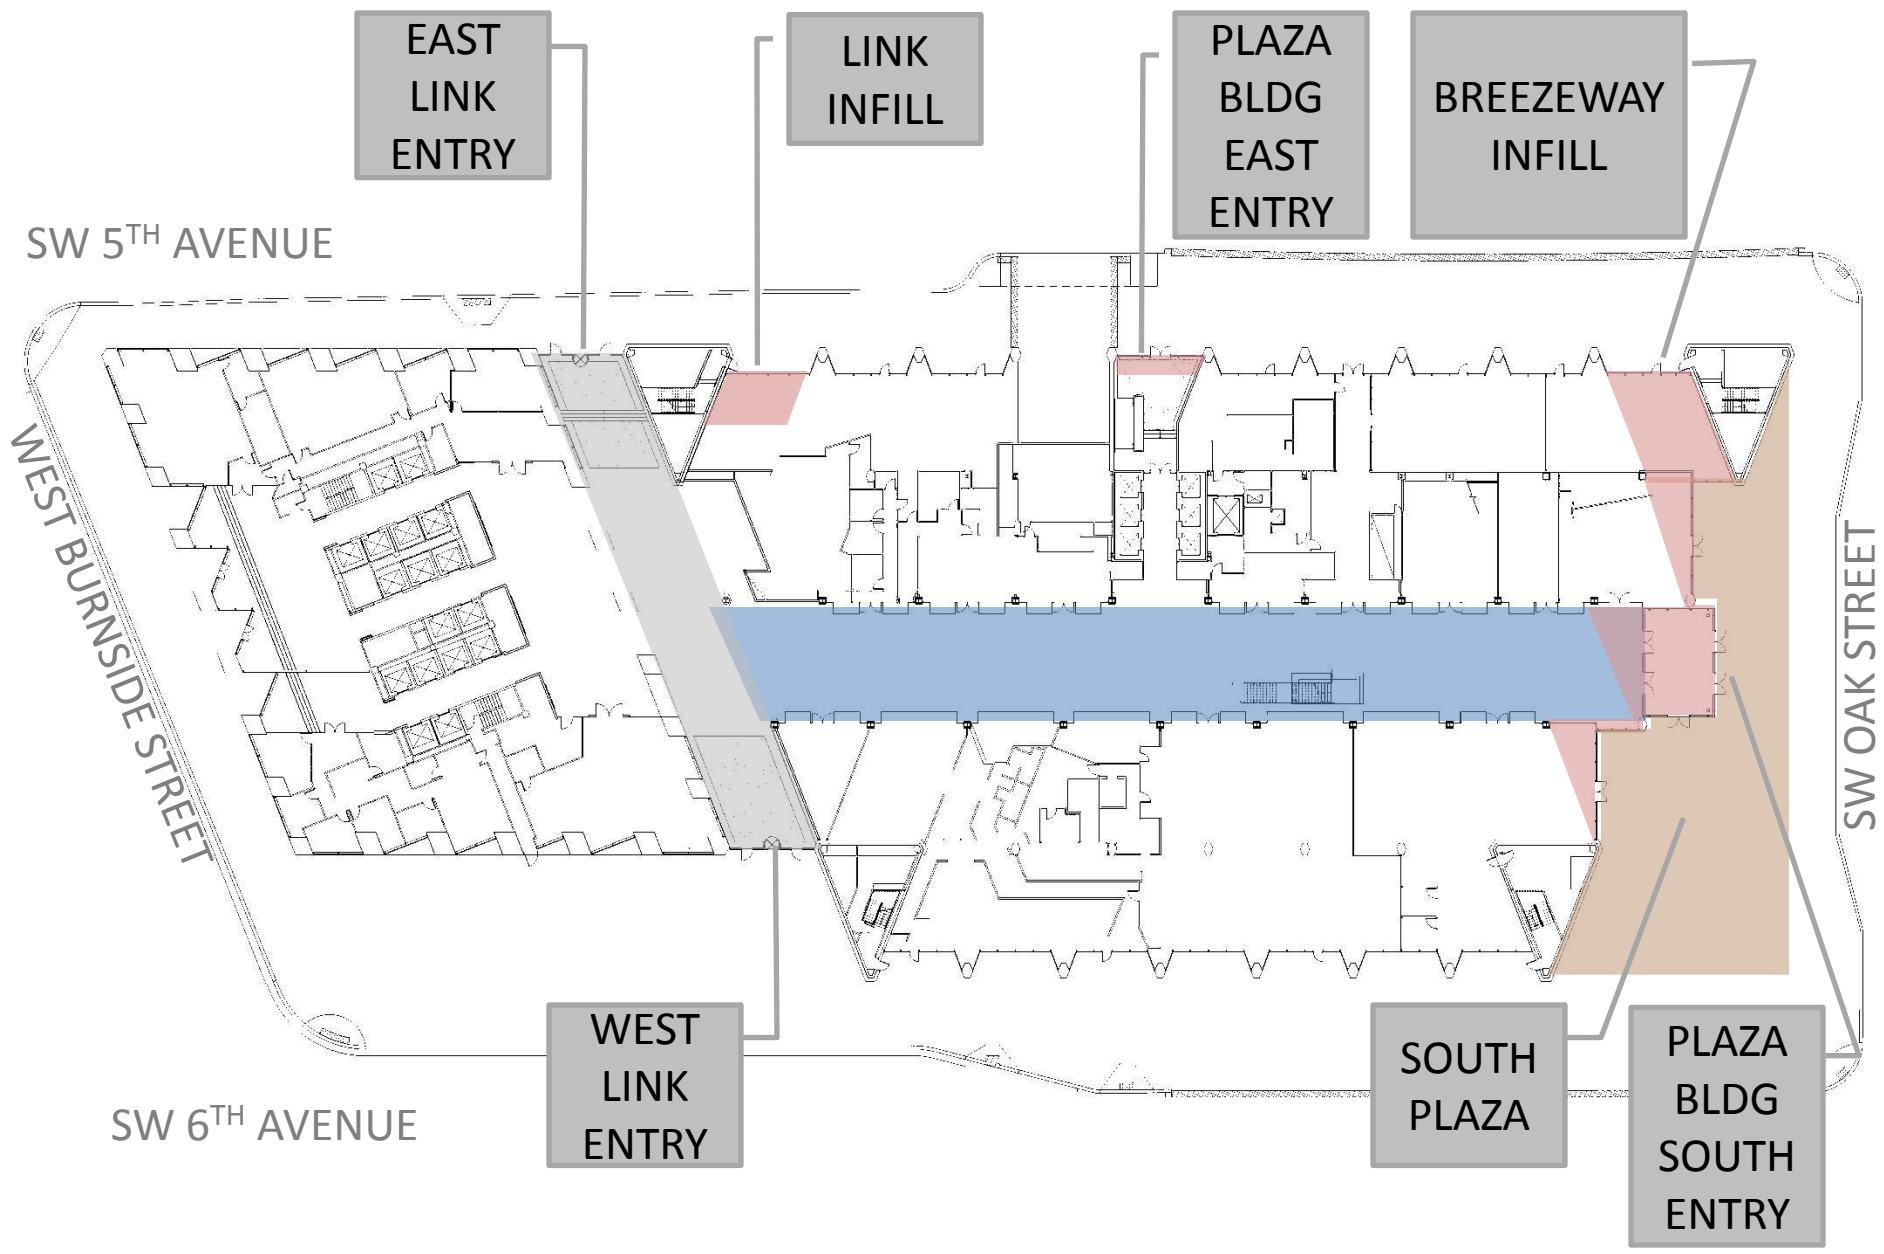 EAST
LINK
ENTRY
LINK
INFILL
PLAZA
BLDG
EAST
ENTRY
BREEZEWAY
INFILL
SW 5TH AVENUE
WEST BURNSIDE STREET
SW OAK STREET
WEST
LINK
ENTRY
SOUTH
PLAZA
PLAZA
BLDG
SOUTH
ENTRY
SW 6TH AVENUE